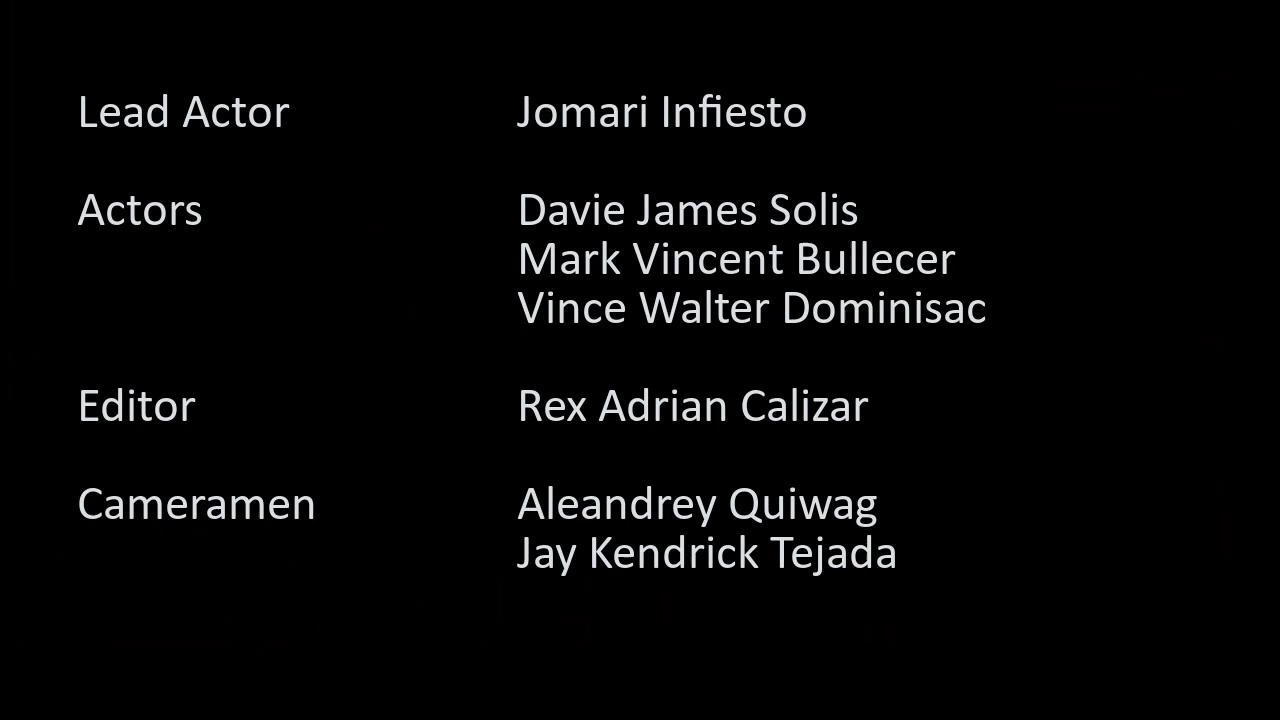 Lead Actor Jomari Infiesto
Actors Davie James Solis
Mark Vincent Bullecer
Vince Walter Dominisac
Editor Rex Adrian Calizar
Cameramen Aleandrey Quiwag
Jay Kendrick Tejada